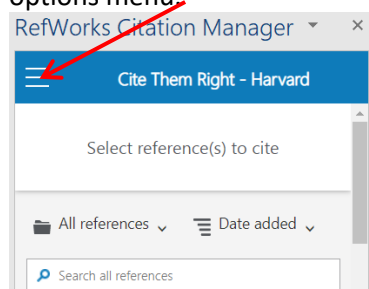 options menu.
RefWorks Citation Manager
Cite Them Right - Harvard
Select reference(s) to cite
All references Date added
Search all references